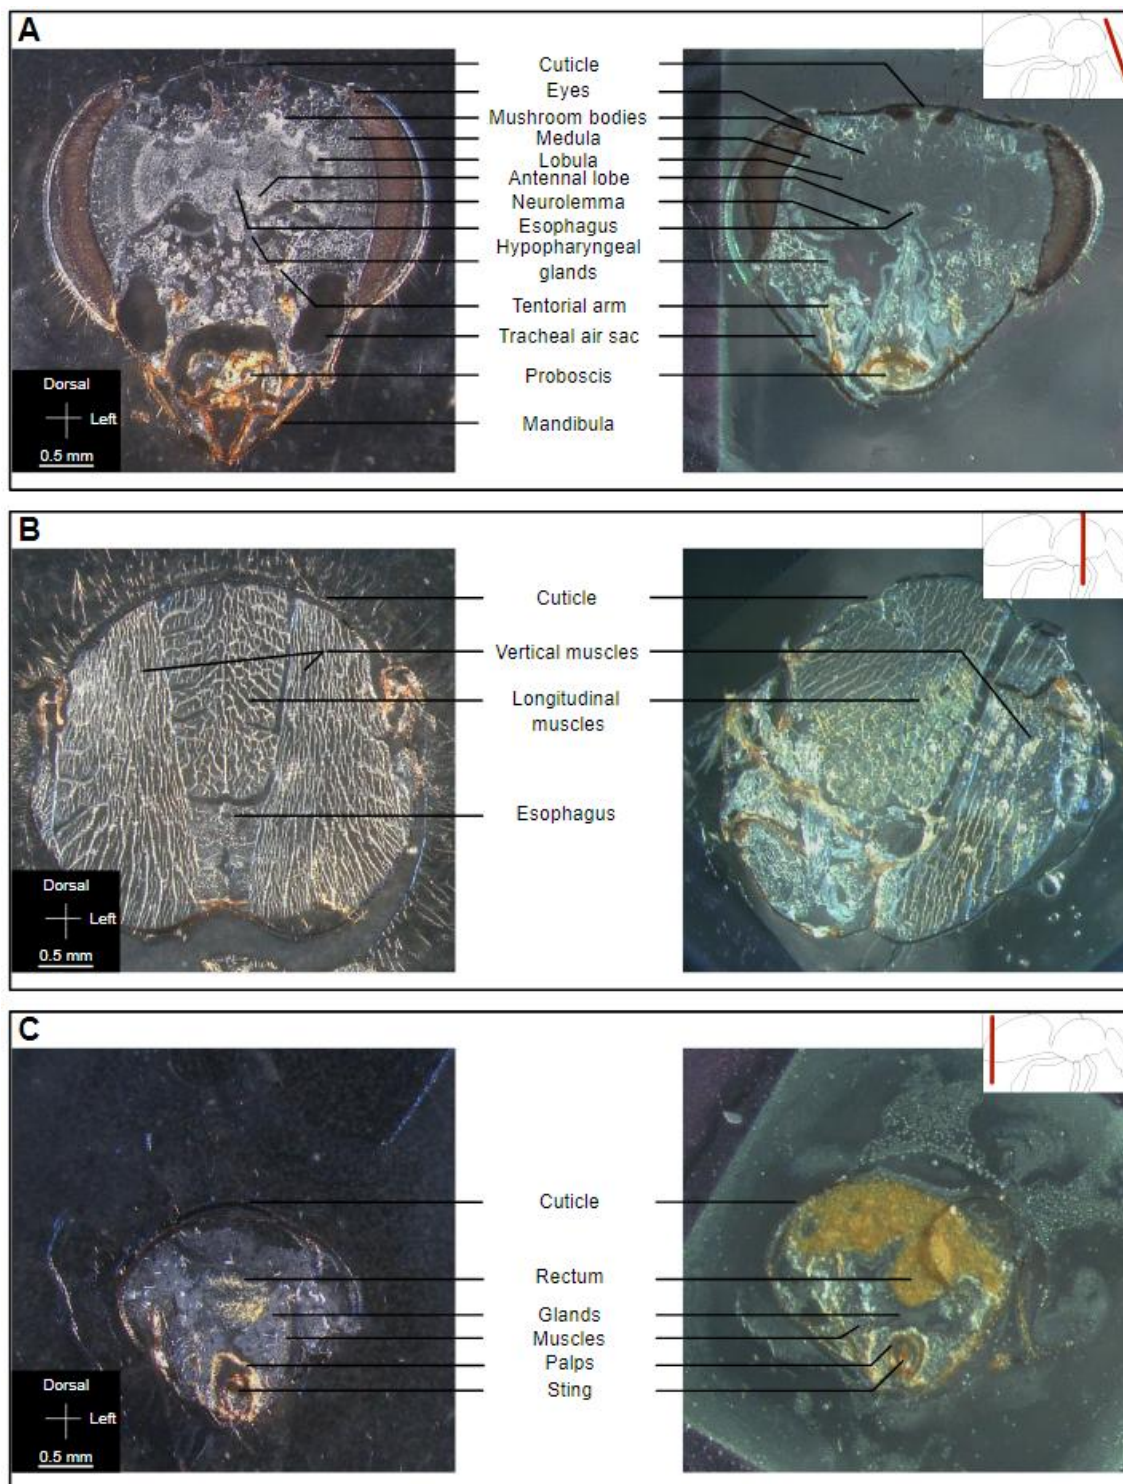 A
Cuticle
Eyes
Mushroom bodies
Medula
Lobula
Antennal lobe
Neurolemma
Esophagus
Hypopharyngeal
glands
Tentorial arm
Tracheal air sac
Proboscis
Mandibula
Dorsal
Left
0.5 mm
B
Cuticle
Vertical muscles
Longitudinal
muscles
Esophagus
Dorsal
Left
0.5 mm
C
Cuticle
Rectum
Glands
Muscles
Palps
Sting
Dorsal
Left
0.5 mm